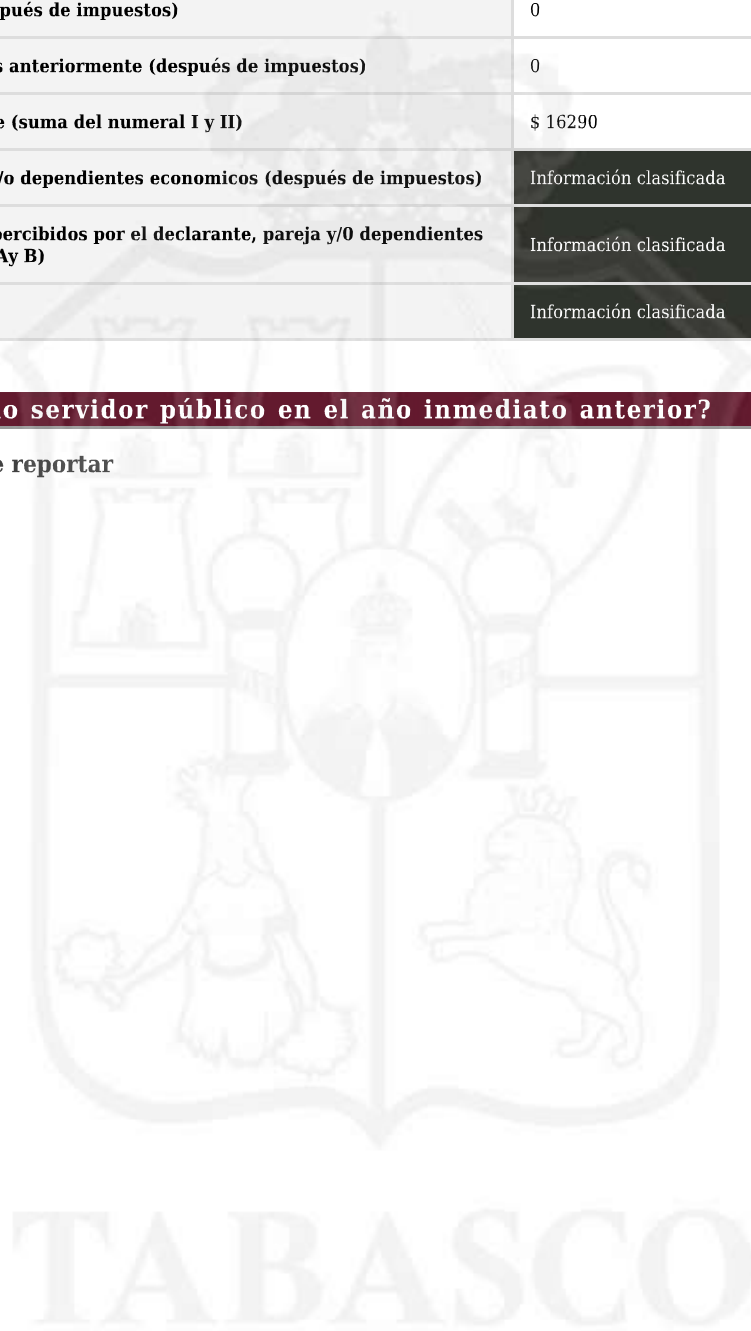 pués de impuestos)
0
s anteriormente (después de impuestos)
0
e (suma del numeral I y II)
$ 16290
/o dependientes economicos (después de impuestos)
Información clasificada
percibidos por el declarante, pareja y/0 dependientes
Información clasificada
Ay B)
Información clasificada
o servidor público en el año inmediato anterior?
e reportar
TABASCO